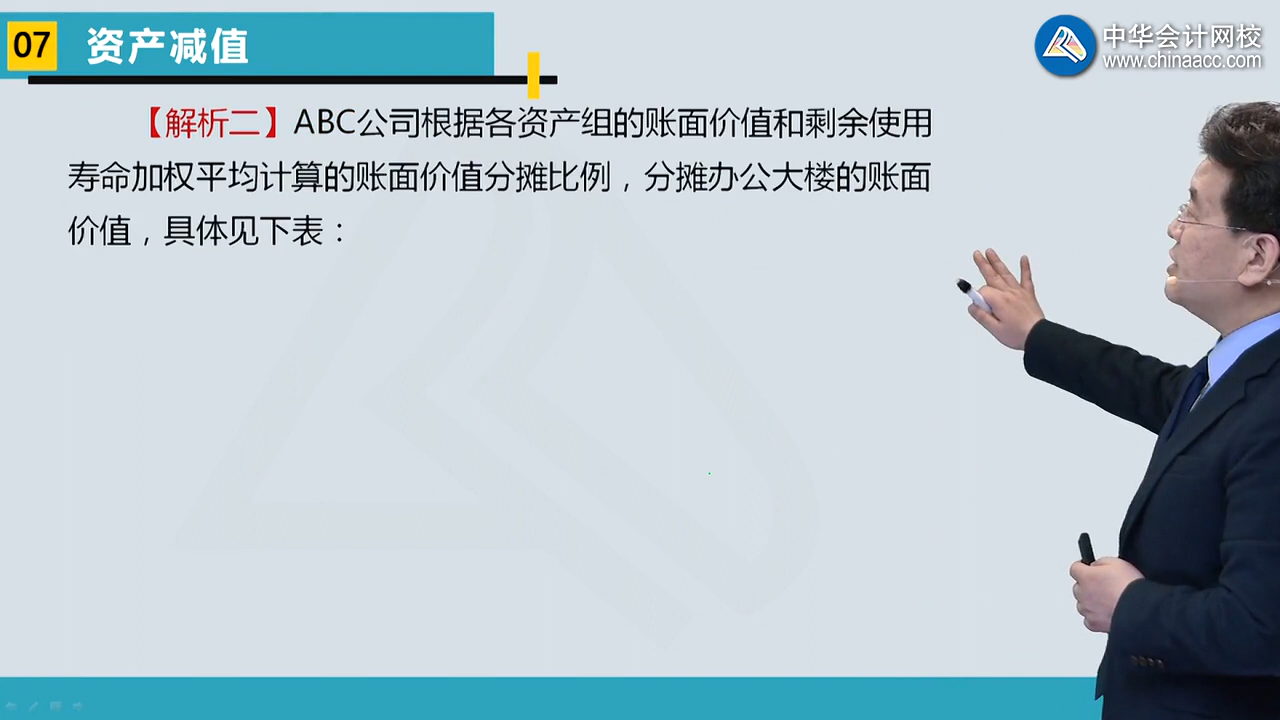 07 资产减值
中华会计网校
www.chinaacc.com
【解析二】ABC公司根据各资产组的账面价值和剩余使用
寿命加权平均计算的账面价值分摊比例，分摊办公大楼的账面
价值，具体见下表：